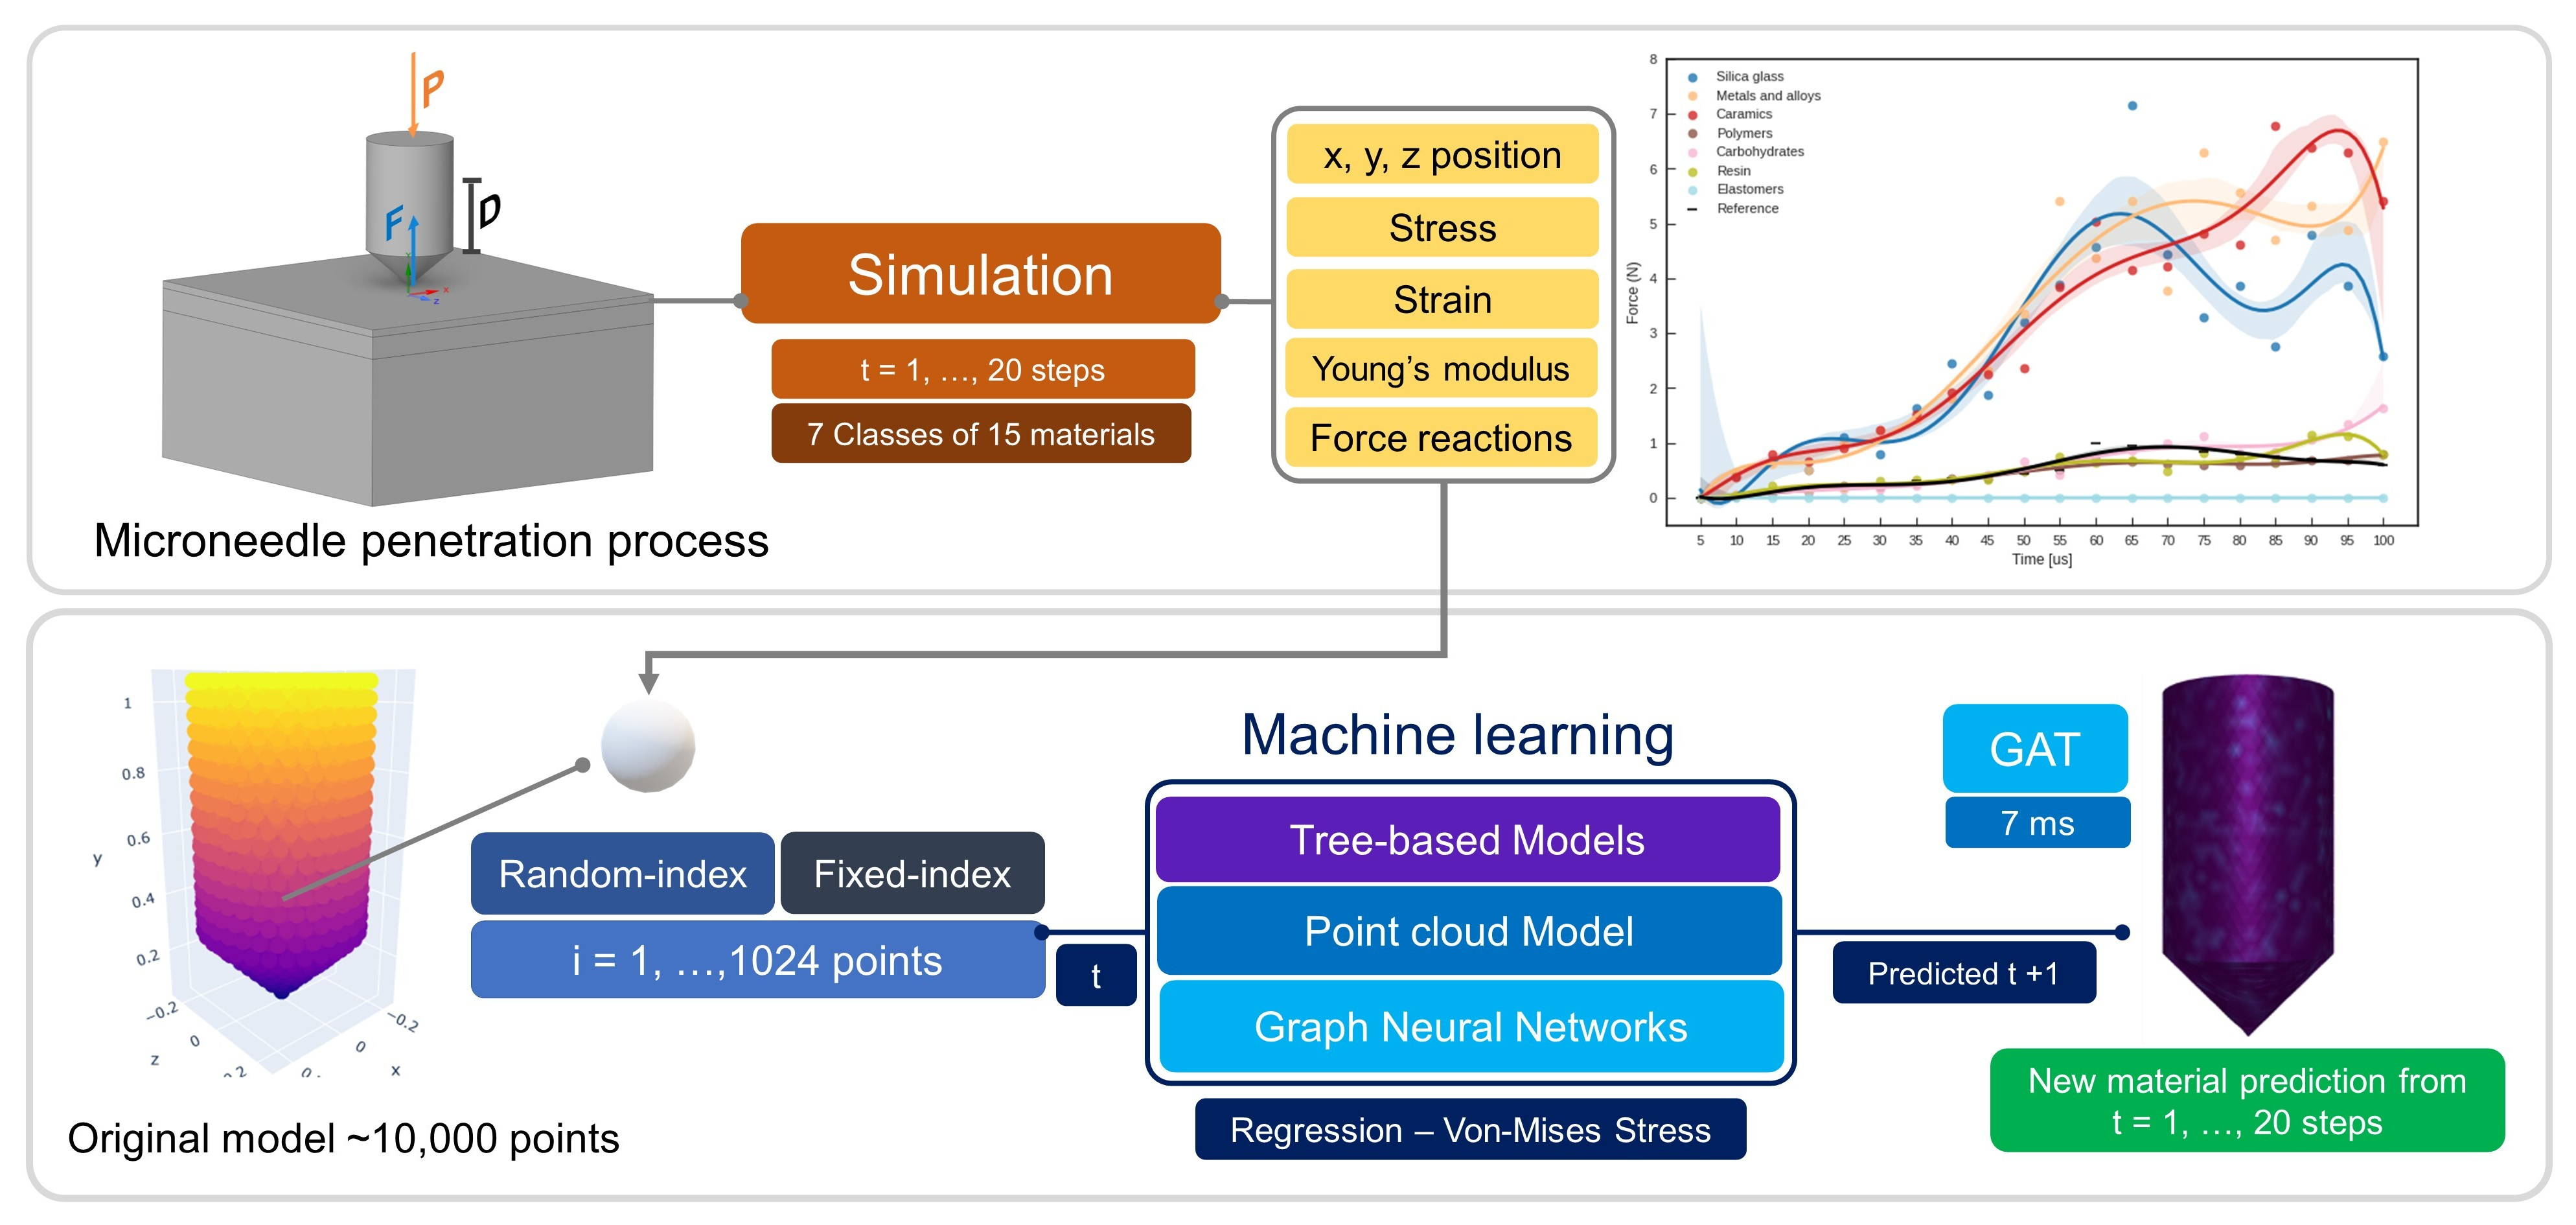 P
F
D
Microneedle penetration process
Simulation
t = 1, …, 20 steps
7 Classes of 15 materials
x, y, z position
Stress
Strain
Young’s modulus
Force reactions
Silica glass
Metals and alloys
Caramics
Polymers
Carbohydrates
Resin
Elastomers
Reference
Force (N)
8
7
6
5
4
3
2
1
0
5 10 15 20 25 30 35 40 45 50 55 60 65 70 75 80 85 90 95 100
Time [us]
1
0.8
0.6
0.4
0.2
y
−0.2
0
z
−0.2
0
x
Original model ~10,000 points
Random-index
Fixed-index
i = 1, …,1024 points
t
Machine learning
Tree-based Models
Point cloud Model
Graph Neural Networks
Regression – Von-Mises Stress
Predicted t +1
GAT
7 ms
New material prediction from
t = 1, …, 20 steps